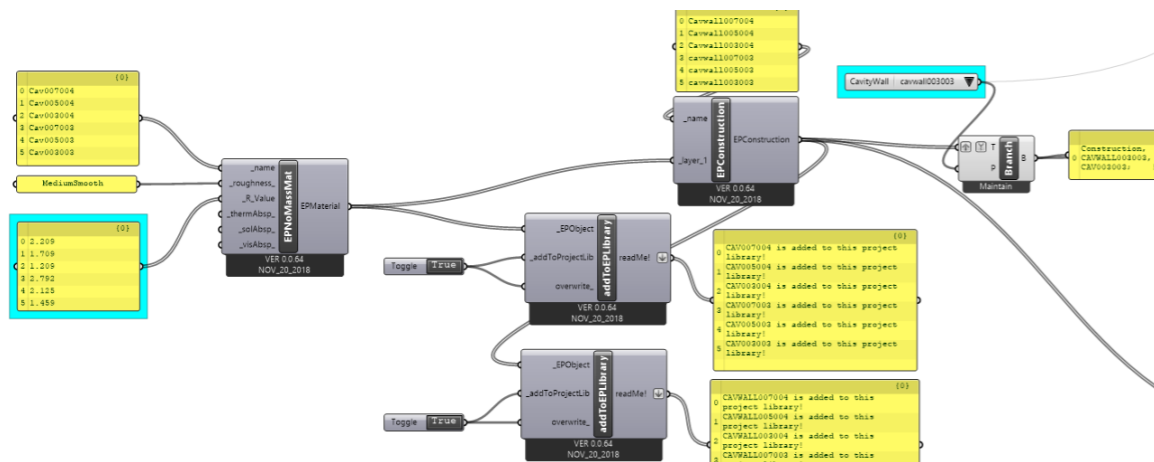 {0}
0 Cav007004
1 Cav005004
2 Cav003004
3 Cav007003
4 Cav005003
5 Cav003003
MediumSmooth
{0}
0 2.209
1 1.709
2 1.209
3 2.792
4 2.125
5 1.459
_name
_roughness_
_R_Value
_thermAbsp_
_solAbsp_
_visAbsp_
EPNoMassMat
EPMaterial
VER 0.0.64
NOV_20_2018
0 Cavwall007004
1 Cavwall005004
2 Cavwall003004
3 cavwall007003
4 cavwall005003
5 cavwall003003
_name
_layer_1
EPConstruction
EPConstruction
VER 0.0.64
NOV_20_2018
CavityWall cavwall003003
T
P
Branch
B
Maintain
0 Construction,
CAVWALL003003,
CAV003003;
Toggle True
_EPObject
_addToProjectLib
overwrite_
addToEPLibrary
readMe!
VER 0.0.64
NOV_20_2018
{0}
0 CAV007004 is added to this project
library!
1 CAV005004 is added to this project
library!
2 CAV003004 is added to this project
library!
3 CAV007003 is added to this project
library!
4 CAV005003 is added to this project
library!
5 CAV003003 is added to this project
library!
Toggle True
_EPObject
_addToProjectLib
overwrite_
addToEPLibrary
readMe!
VER 0.0.64
NOV_20_2018
{0}
0 CAVWALL007004 is added to this
project library!
1 CAVWALL005004 is added to this
project library!
2 CAVWALL003004 is added to this
project library!
CAVWALL007003 is added to this